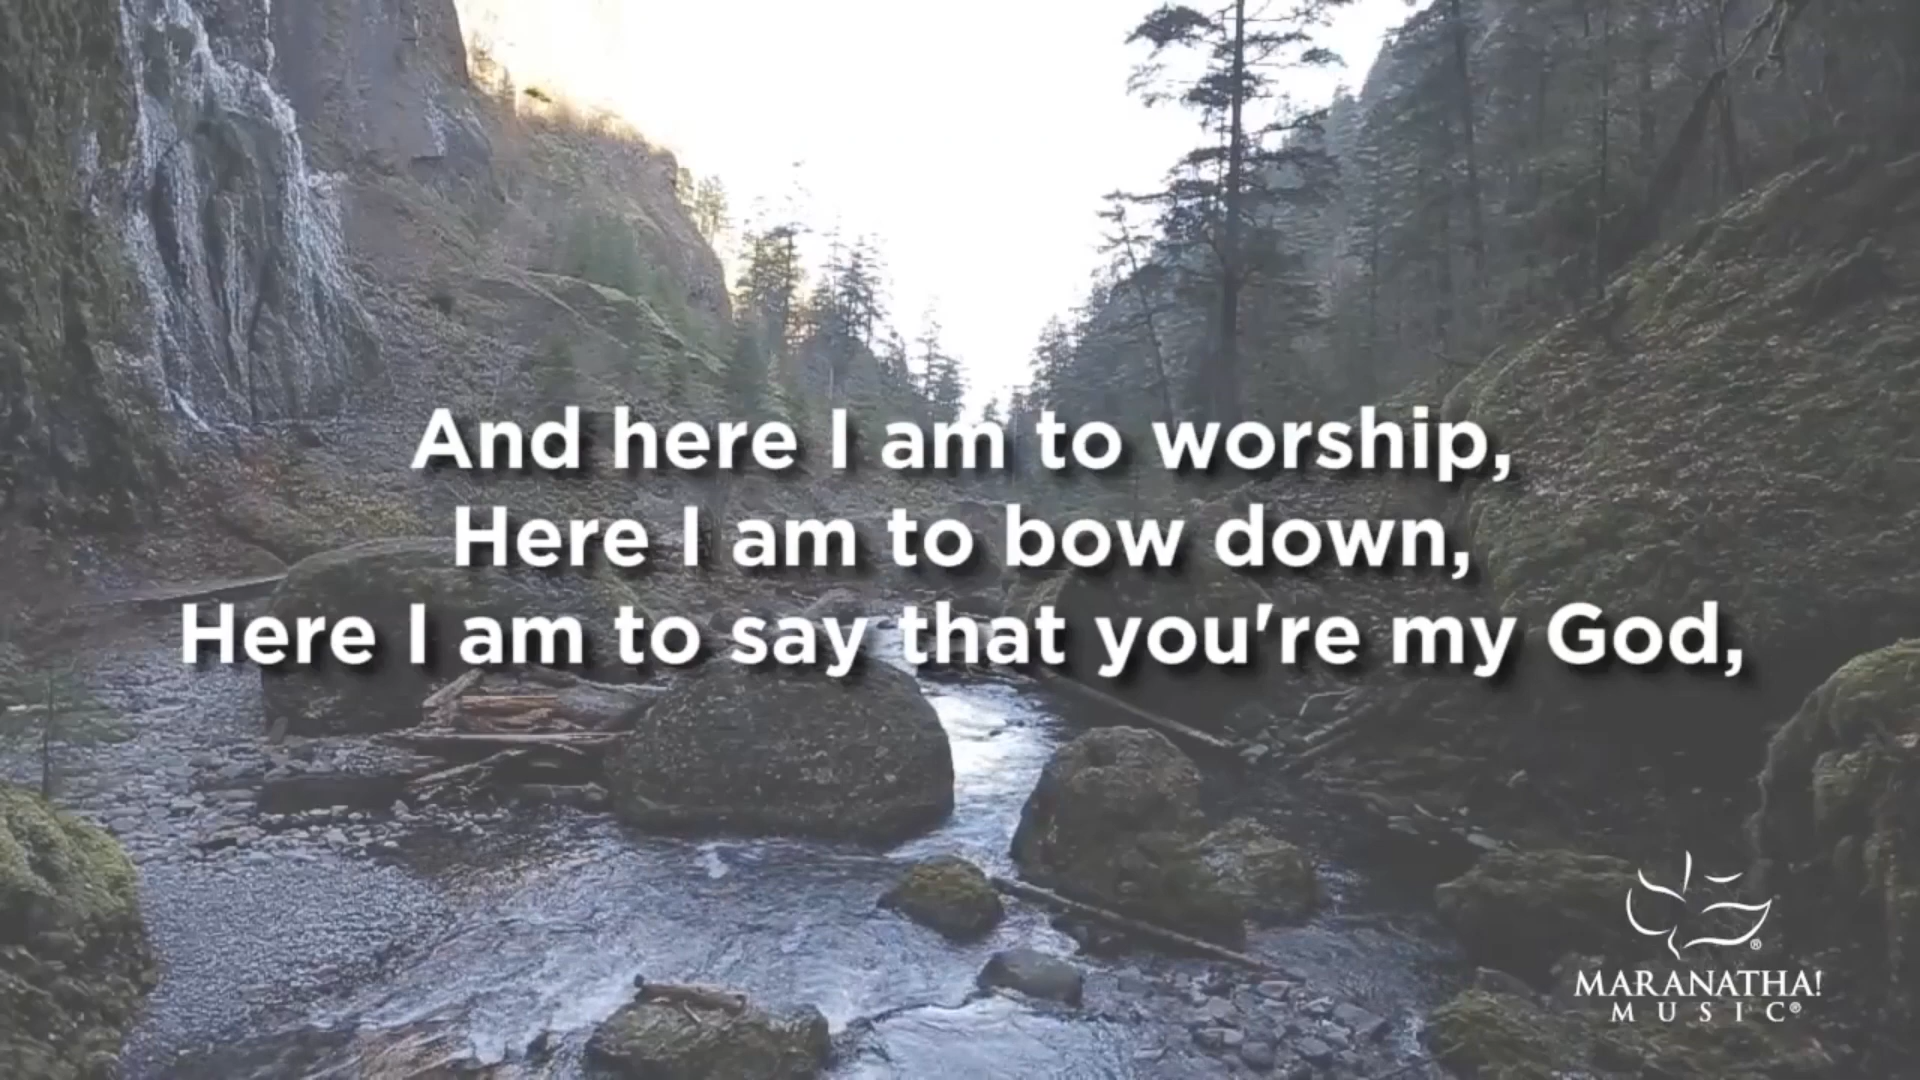 And here I am to worship,
Here I am to bow down,
Here I am to say that you're my God,
®
MARANATHA!
MUSIC®